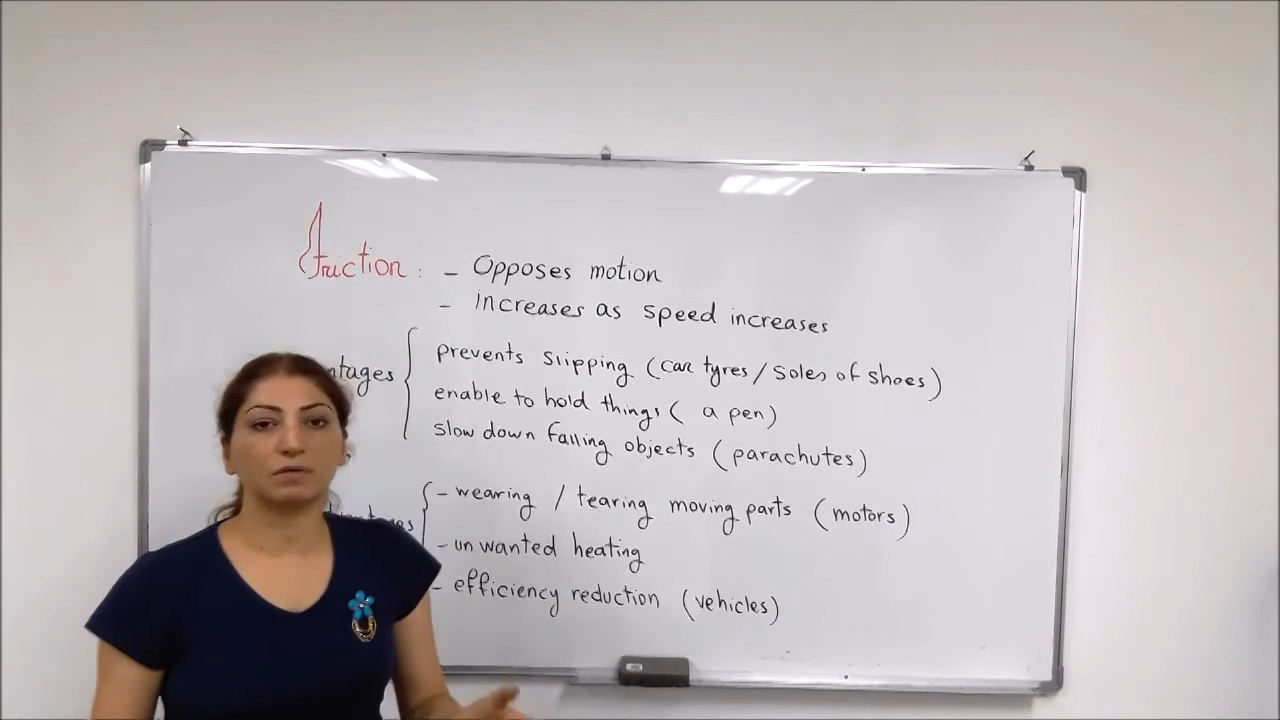 friction : - Opposes motion
- increases as speed increases
prevents slipping (car tyres / soles of shoes)
enable to hold things ( a pen)
slow down falling objects (parachutes)
- wearing / tearing moving parts (motors)
- unwanted heating
- efficiency reduction (vehicles)